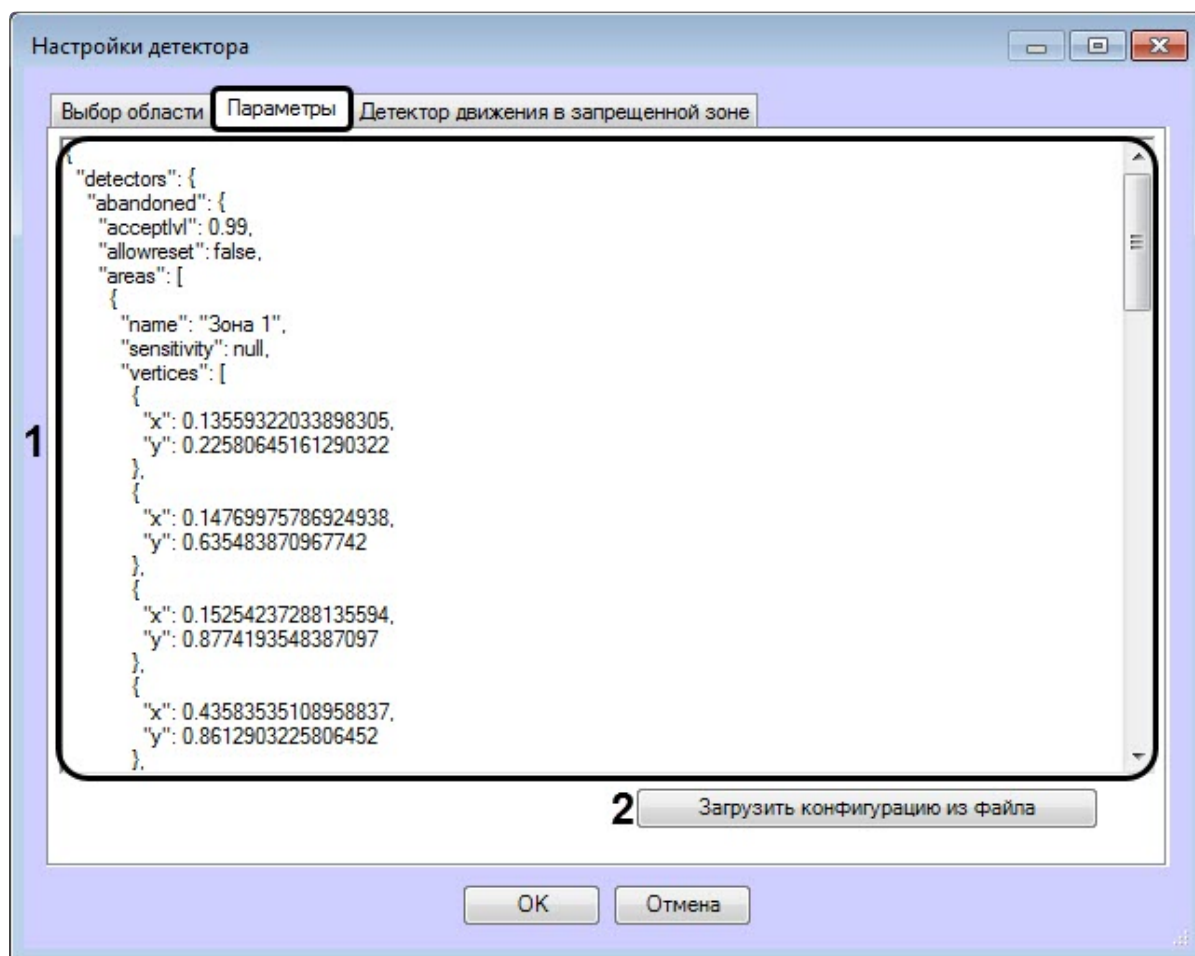 Настройки детектора
Выбор области Параметры Детектор движения в запрещенной зоне
{
"detectors": {
"abandoned": {
"acceptlvl": 0.99,
"allowreset": false,
"areas": [
{
"name": "Зона 1",
"sensitivity": null,
"vertices": [
{
"x": 0.13559322033898305,
"y": 0.22580645161290322
},
{
"x": 0.14769975786924938,
"y": 0.635483870967742
},
{
"x": 0.15254237288135594,
"y": 0.8774193548387097
},
{
"x": 0.43583535108958837,
"y": 0.8612903225806452
},
1
2 Загрузить конфигурацию из файла
OK Отмена